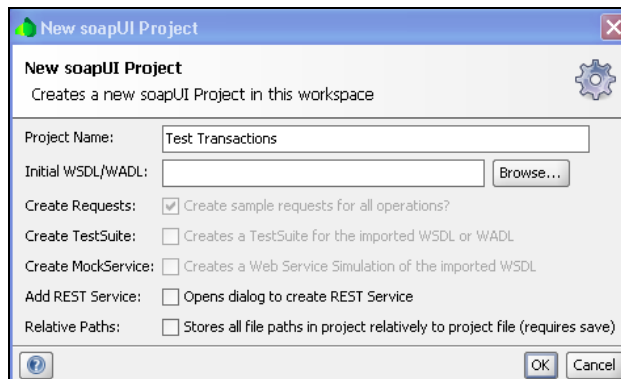 New soapUI Project
New soapUI Project
Creates a new soapUI Project in this workspace
Project Name: Test Transactions
Initial WSDL/WADL: Browse...
Create Requests: Create sample requests for all operations?
Create TestSuite: Creates a TestSuite for the imported WSDL or WADL
Create MockService: Creates a Web Service Simulation of the imported WSDL
Add REST Service: Opens dialog to create REST Service
Relative Paths: Stores all file paths in project relatively to project file (requires save)
? OK Cancel